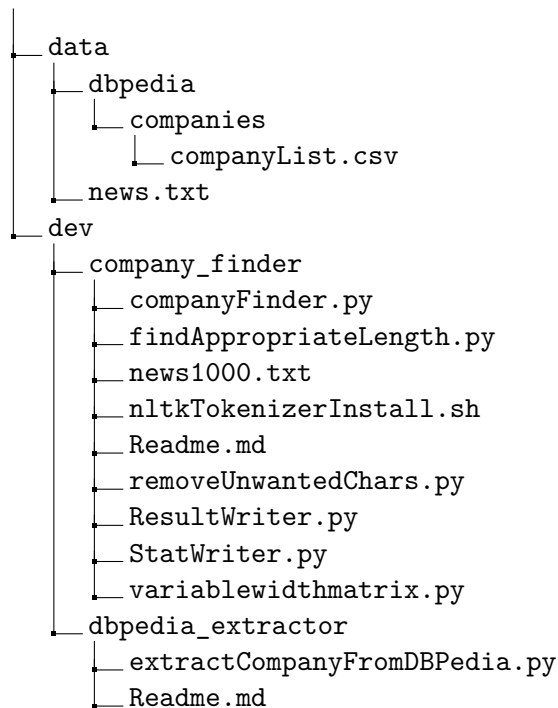 data
dbpedia
companies
companyList.csv
news.txt
dev
company_finder
companyFinder.py
findAppropriateLength.py
news1000.txt
nltkTokenizerInstall.sh
Readme.md
removeUnwantedChars.py
ResultWriter.py
StatWriter.py
variablewidthmatrix.py
dbpedia_extractor
extractCompanyFromDBPedia.py
Readme.md